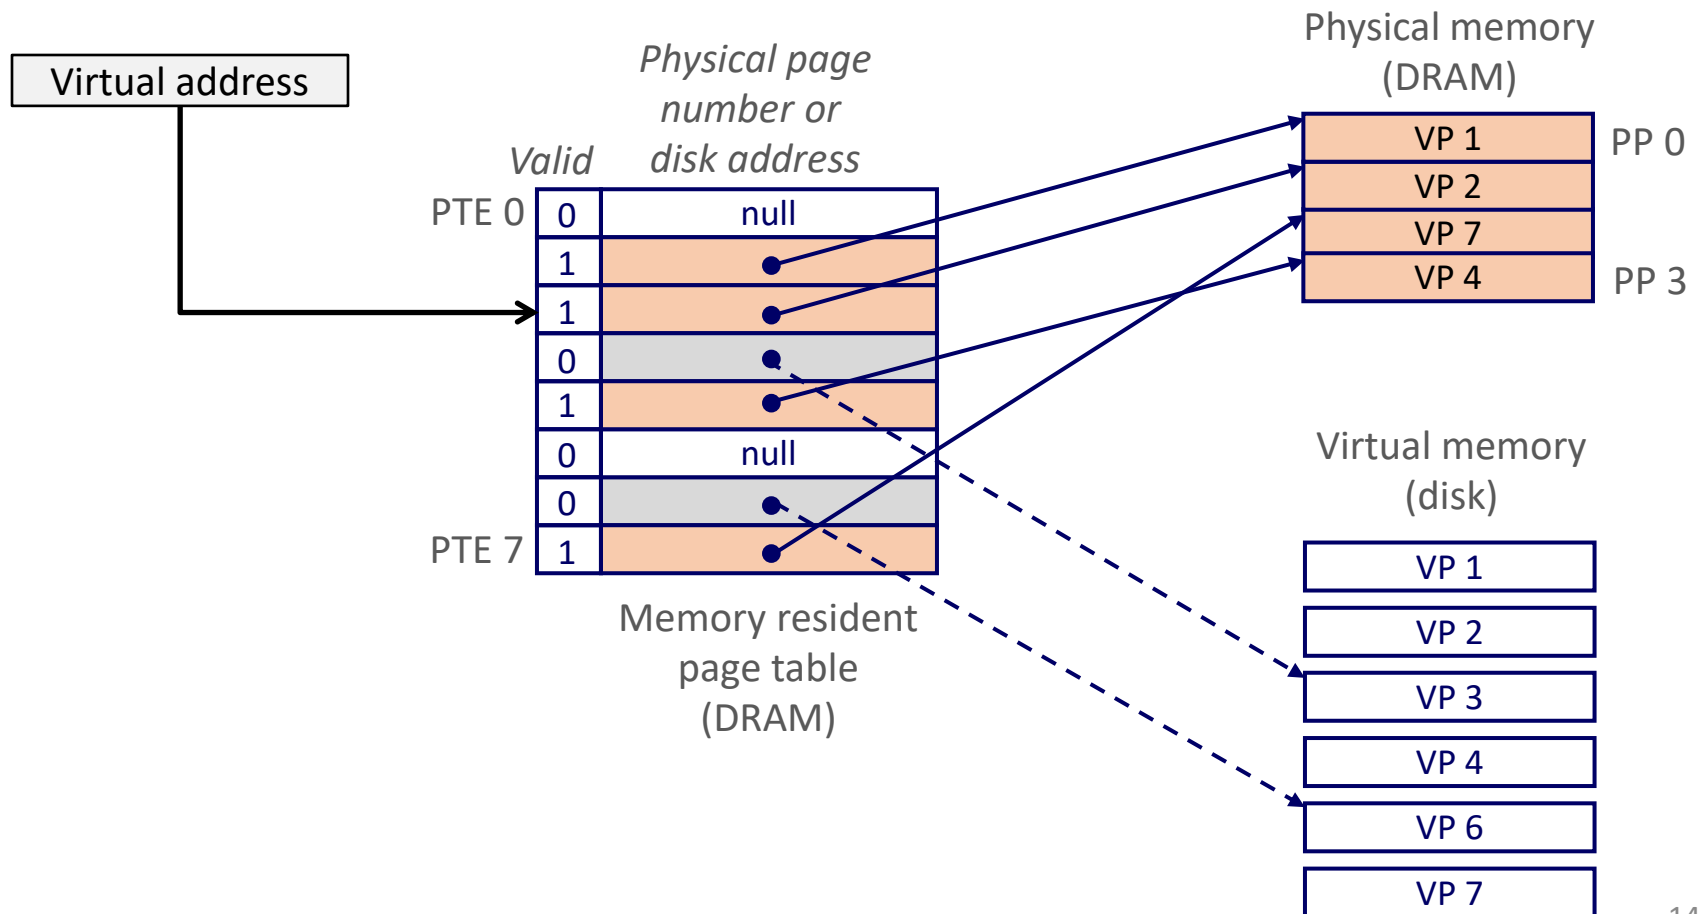 Virtual address
Physical page
number or
disk address
Valid
PTE 0
0
null
1
1
0
1
0
null
0
PTE 7
1
Memory resident
page table
(DRAM)
Physical memory
(DRAM)
VP 1
PP 0
VP 2
VP 7
VP 4
PP 3
Virtual memory
(disk)
VP 1
VP 2
VP 3
VP 4
VP 6
VP 7